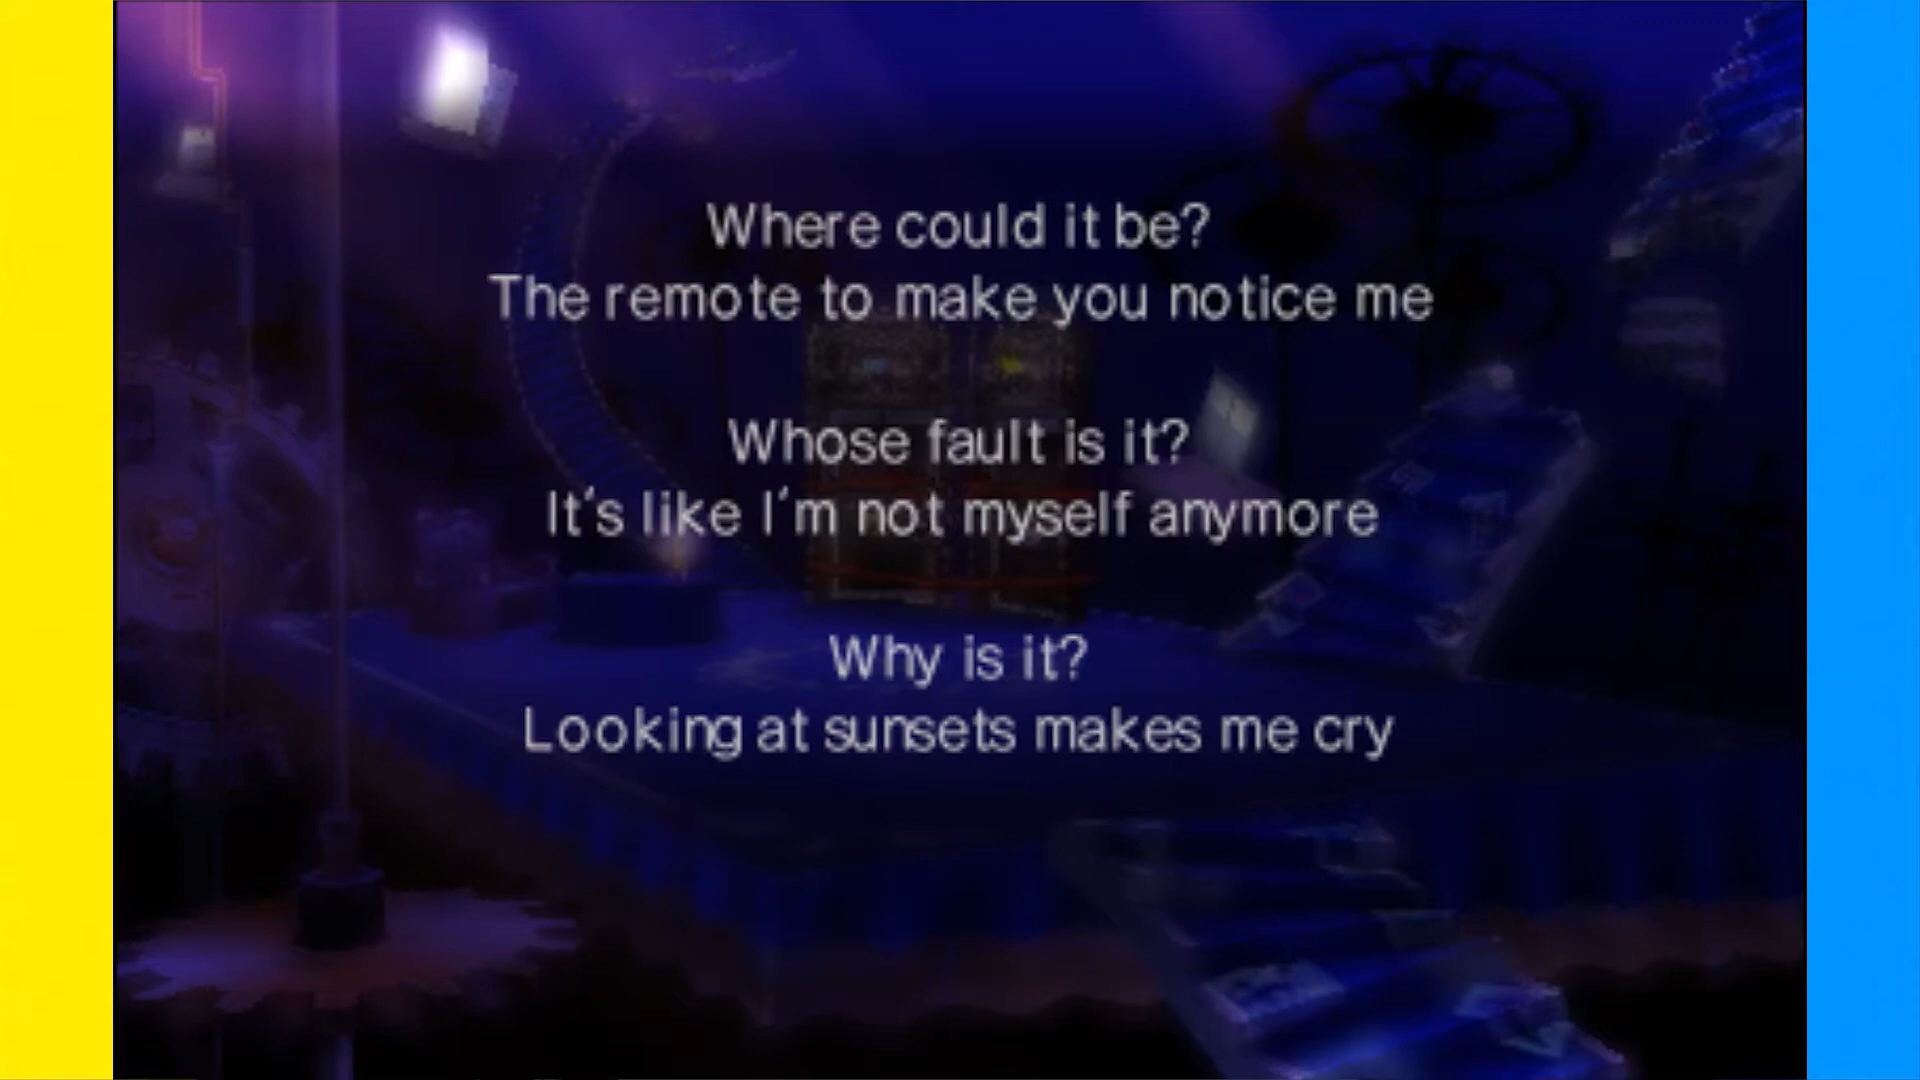 Where could it be?
The remote to make you notice me
Whose fault is it?
It's like I'm not myself anymore
Why is it?
Looking at sunsets makes me cry